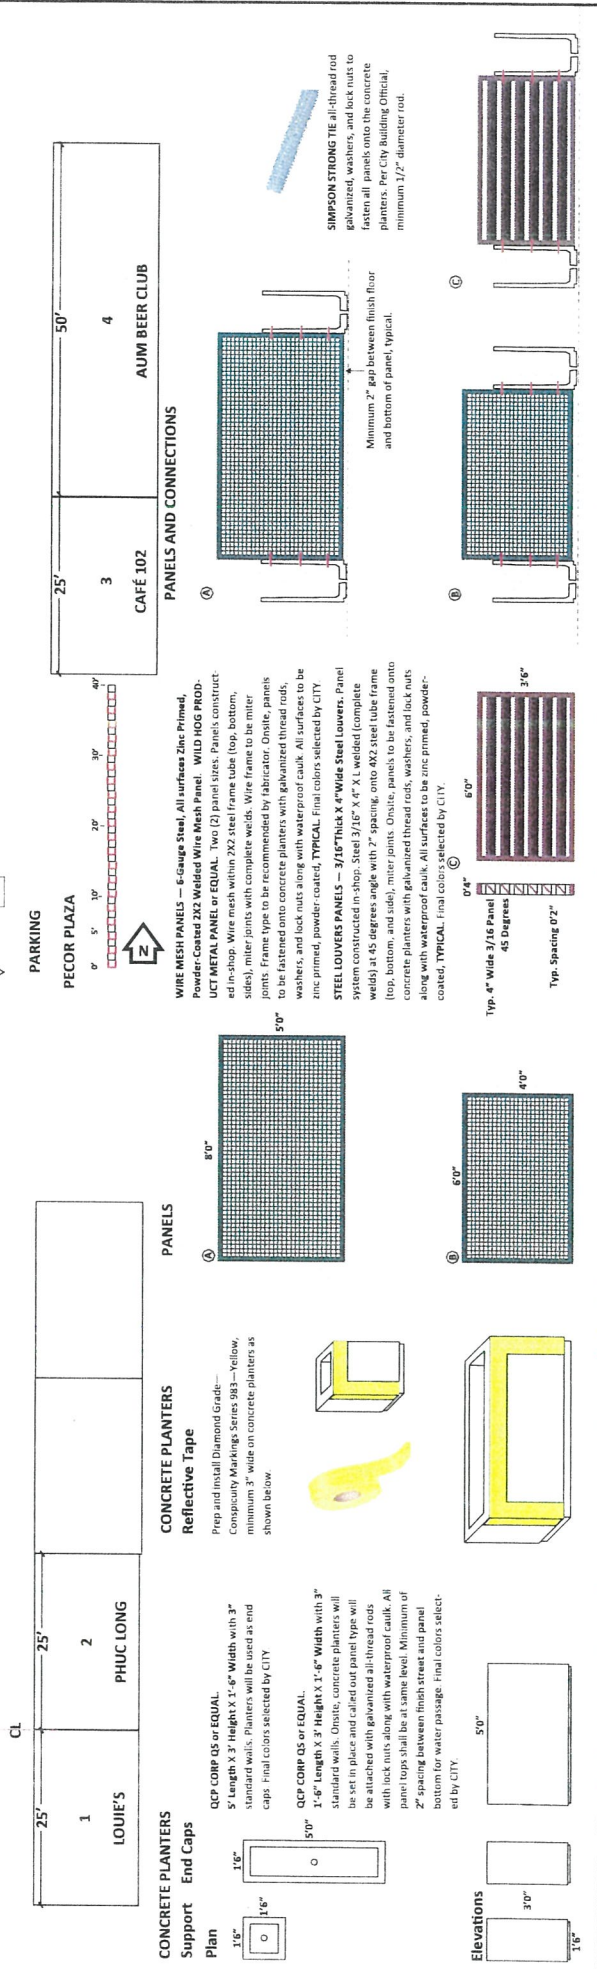 CL
25'
25'
1
2
LOUIE'S
PHUC LONG
PARKING
PECOR PLAZA
0' 5' 10' 20' 30' 40'
N
25'
50'
3
4
CAFÉ 102
AUM BEER CLUB
CONCRETE PLANTERS
Support End Caps
Plan
1'6"
1'6"
1'6"
5'0"
QCP CORP QS or EQUAL.
5' Length X 3' Height X 1'-6" Width with 3"
standard walls. Planters will be used as end
caps. Final colors selected by CITY
QCP CORP QS or EQUAL.
1'-6" Length X 3' Height X 1'-6" Width with 3"
standard walls. Onsite, concrete planters will
be set in place and called out panel type will
be attached with galvanized all-thread rods
with lock nuts along with waterproof caulk. All
panel tops shall be at same level. Minimum of
2" spacing between finish street and panel
bottom for water passage. Final colors select-
ed by CITY.
Elevations
3'0"
1'6"
5'0"
CONCRETE PLANTERS
Reflective Tape
Prep and Install Diamond Grade—
Conspicuity Markings Series 983—Yellow,
minimum 3" wide on concrete planters as
shown below.
PANELS
A
8'0"
5'0"
B
6'0"
4'0"
WIRE MESH PANELS — 6-Gauge Steel, All surfaces Zinc Primed,
Powder-Coated 2X2 Welded Wire Mesh Panel. WILD HOG PROD-
UCT METAL PANEL or EQUAL. Two (2) panel sizes. Panels construct-
ed in-shop. Wire mesh within 2X2 steel frame tube (top, bottom,
sides), miter joints with complete welds. Wire frame to be miter
joints. Frame type to be recommended by fabricator. Onsite, panels
to be fastened onto concrete planters with galvanized thread rods,
washers, and lock nuts along with waterproof caulk. All surfaces to be
zinc primed, powder-coated, TYPICAL. Final colors selected by CITY.
STEEL LOUVERS PANELS — 3/16"Thick X 4"Wide Steel Louvers. Panel
system constructed in-shop. Steel 3/16" X 4" X L welded (complete
welds) at 45 degrees angle with 2" spacing, onto 4X2 steel tube frame
(top, bottom, and side), miter joints. Onsite, panels to be fastened onto
concrete planters with galvanized thread rods, washers, and lock nuts
along with waterproof caulk. All surfaces to be zinc primed, powder-
coated, TYPICAL. Final colors selected by CITY.
C
0'4"
6'0"
3'6"
Typ. 4" Wide 3/16 Panel
45 Degrees
Typ. Spacing 0'2"
PANELS AND CONNECTIONS
A
Minimum 2" gap between finish floor
and bottom of panel, typical.
SIMPSON STRONG TIE all-thread rod
galvanized, washers, and lock nuts to
fasten all panels onto the concrete
planters. Per City Building Official,
minimum 1/2" diameter rod.
B
C